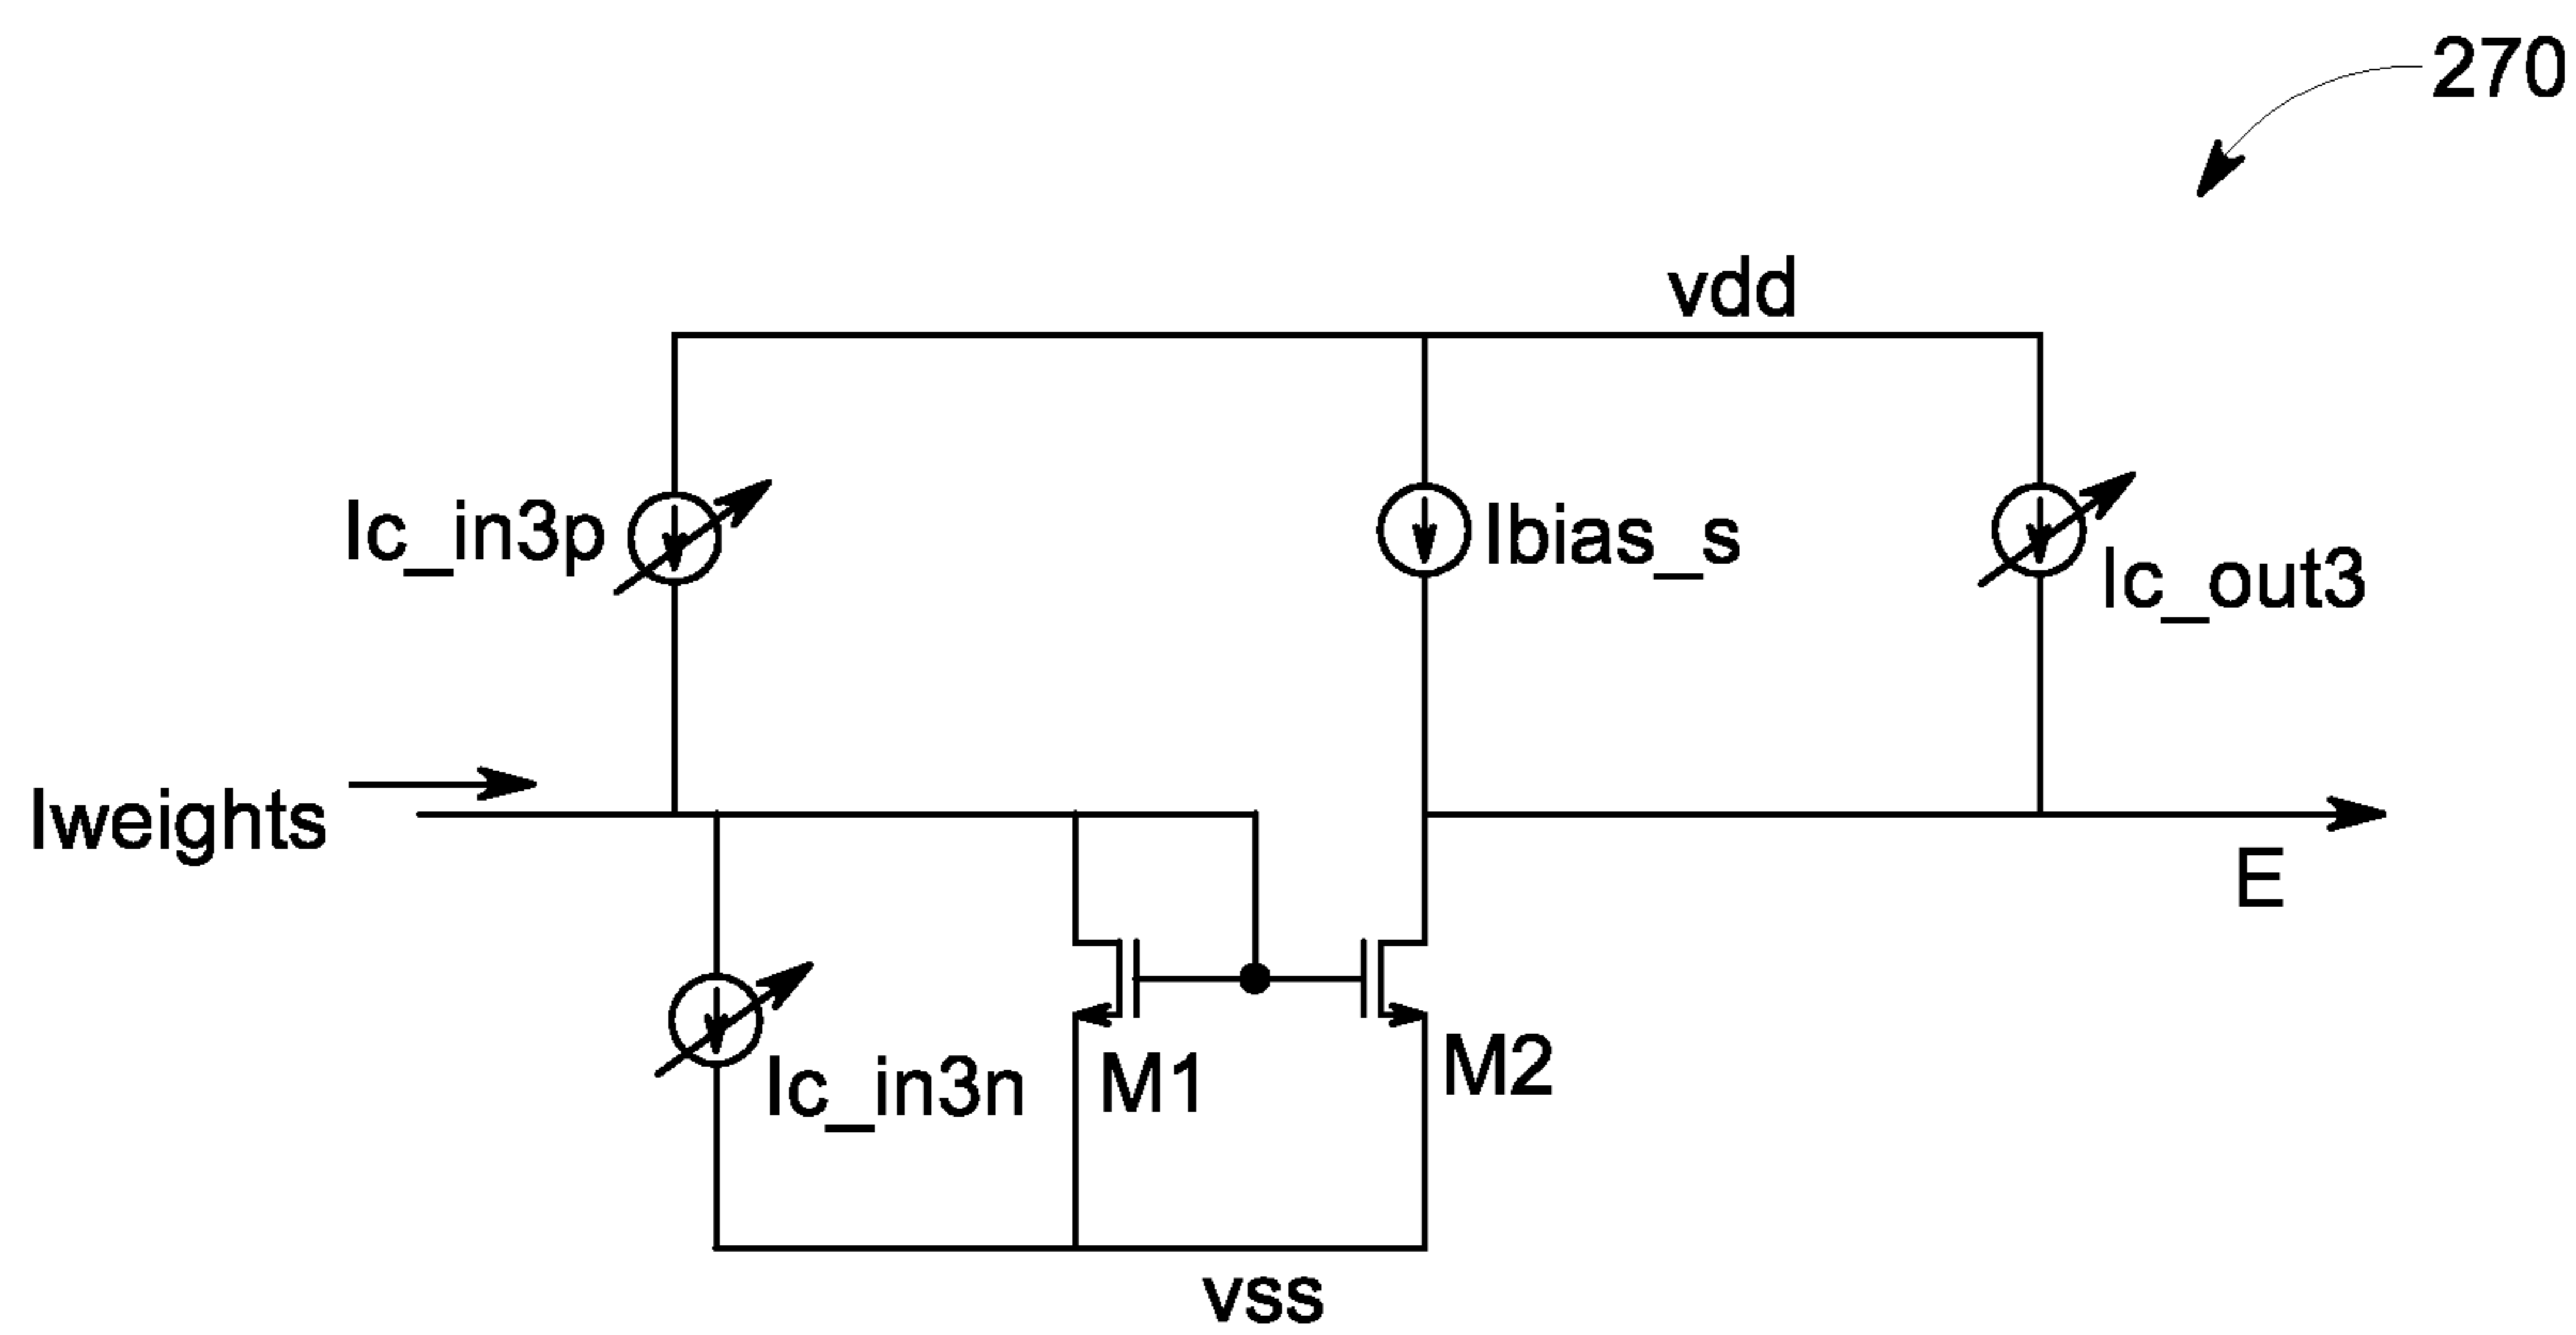 270
vdd
Ic_in3p
Ibias_s
Ic_out3
Iweights
E
Ic_in3n
M1
M2
vss